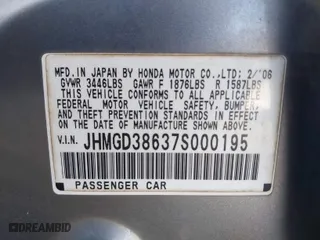 MFD. IN JAPAN BY HONDA MOTOR CO.,LTD: 2/'06
GVWR 3446LBS GAWR F 1876LBS R 1587LBS
THIS VEHICLE CONFORMS TO ALL APPLICABLE
FEDERAL MOTOR VEHICLE SAFETY, BUMPER,
AND THEFT PREVENTION STANDARDS IN
EFFECT ON THE DATE OF MANUFACTURE
SHOWN ABOVE.
V.I.N. JHMGD38637S000195
PASSENGER CAR
DREAMBID